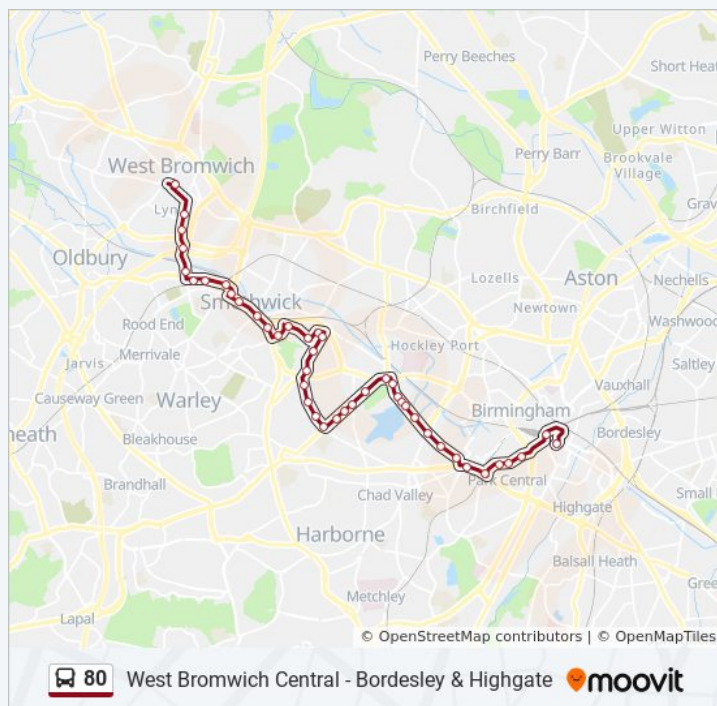 Perry Beeches
Short Heat
West Bromwich
Upper Witton
Perry Barr
Brookvale
Village
Lyn
Birchfield
Grav
Oldbury
Lozells
Aston
Nechells
Smethwick
Newtown
Washwood
Rood End
Hockley Port
Merrivale
Saltley
Jarvis
Vauxhall
Causeway Green
Warley
Birmingham
Bordesley
heath
Bleakhouse
Park Central
Small
Brandhall
Chad Valley
Highgate
Harborne
Balsall Heath
Gree
Metchley
Lapal
© OpenStreetMap contributors | © OpenMapTiles
80 West Bromwich Central - Bordesley & Highgate moovit